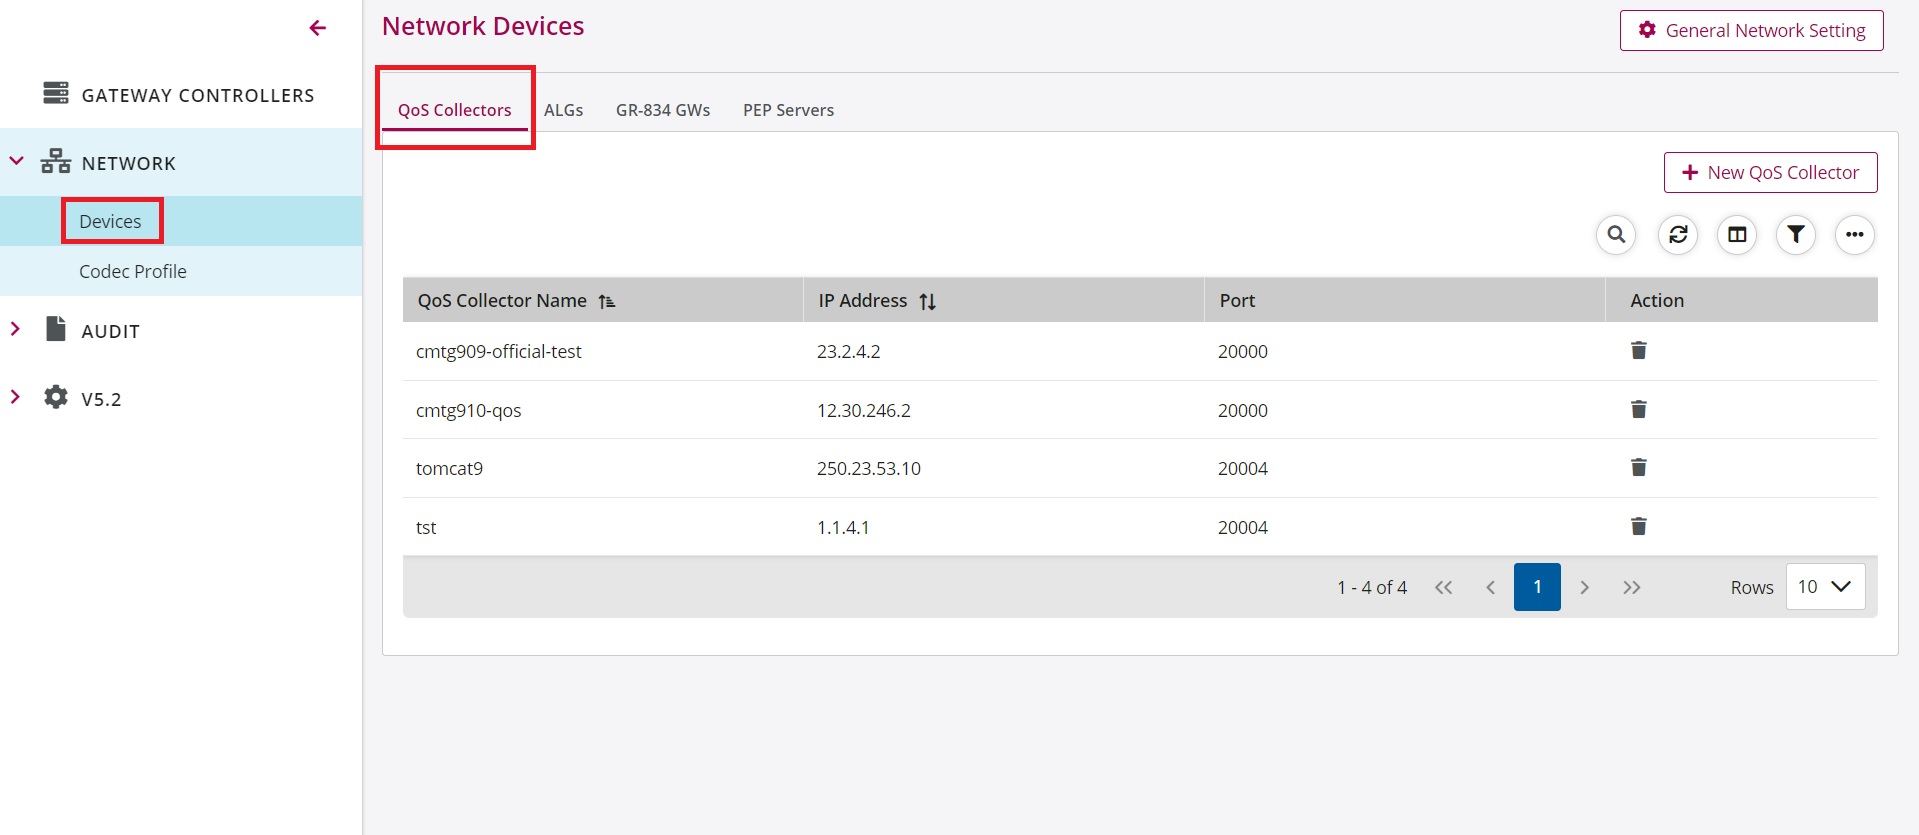 Network Devices
General Network Setting
GATEWAY CONTROLLERS
NETWORK
Devices
Codec Profile
AUDIT
V5.2
QoS Collectors
ALGs
GR-834 GWs
PEP Servers
New QoS Collector
QoS Collector Name IP Address Port Action
cmtg909-official-test 23.2.4.2 20000
cmtg910-qos 12.30.246.2 20000
tomcat9 250.23.53.10 20004
tst 1.1.4.1 20004
1 - 4 of 4 1 Rows 10